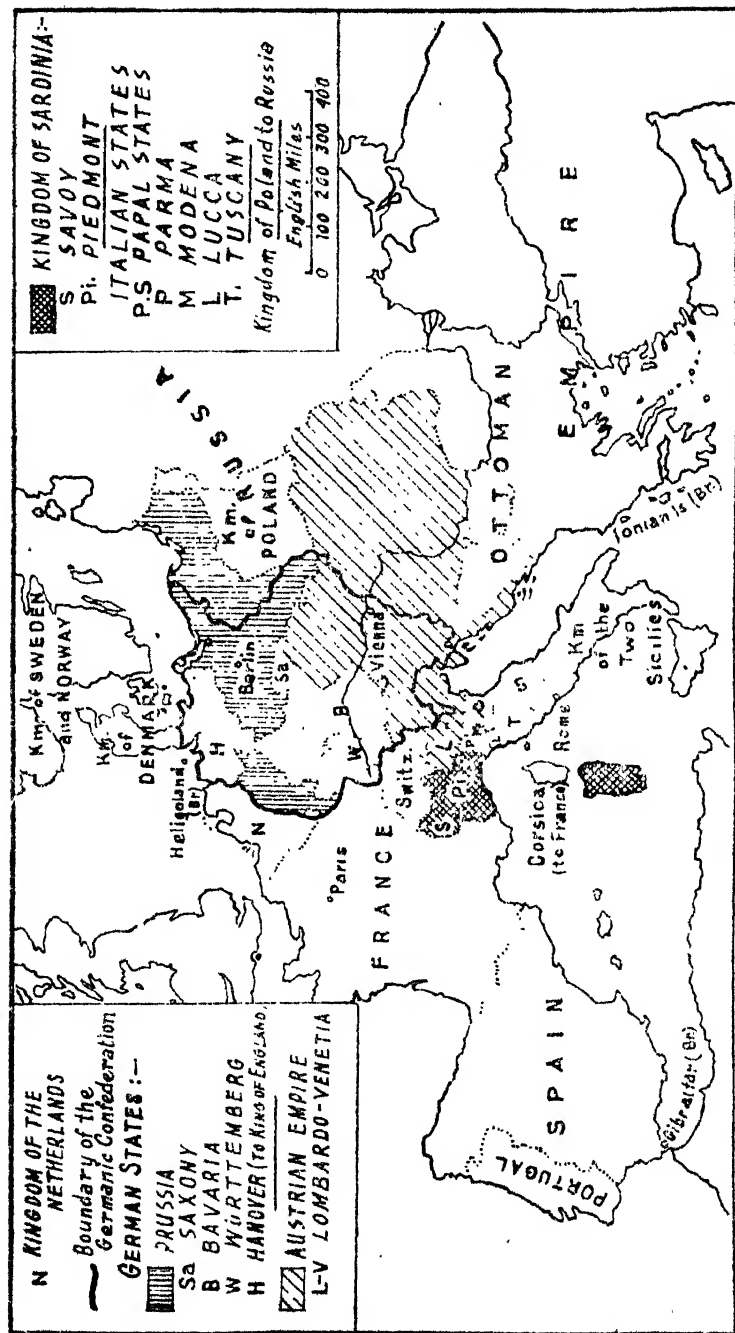 N KINGDOM OF THE
NETHERLANDS
Boundary of the
Germanic Confederation
GERMAN STATES:-
PRUSSIA
Sa SAXONY
B BAVARIA
W WÜRTTEMBERG
H HANOVER (TO KING OF ENGLAND)
AUSTRIAN EMPIRE
L-V LOMBARDO-VENETIA
KINGDOM OF SARDINIA:-
S SAVOY
Pi. PIEDMONT
ITALIAN STATES
P.S PAPAL STATES
P PARMA
M MODENA
L LUCCA
T. TUSCANY
Kingdom of Poland to Russia
English Miles
0 100 200 300 400
Km. of SWEDEN
and NORWAY
Km.
of
DENMARK
Heligoland
(Br)
RUSSIA
Km.
of
POLAND
N
H
Berlin
Sa
Paris
W
B
Vienna
FRANCE
Switz.
S
Pi.
L
V
P
M
T
P
S
Corsica
(to France)
Rome
Km
of the
Two
Sicilies
OTTOMAN
EMPIRE
Ionian Is (Br.)
SPAIN
PORTUGAL
Gibraltar (Br)